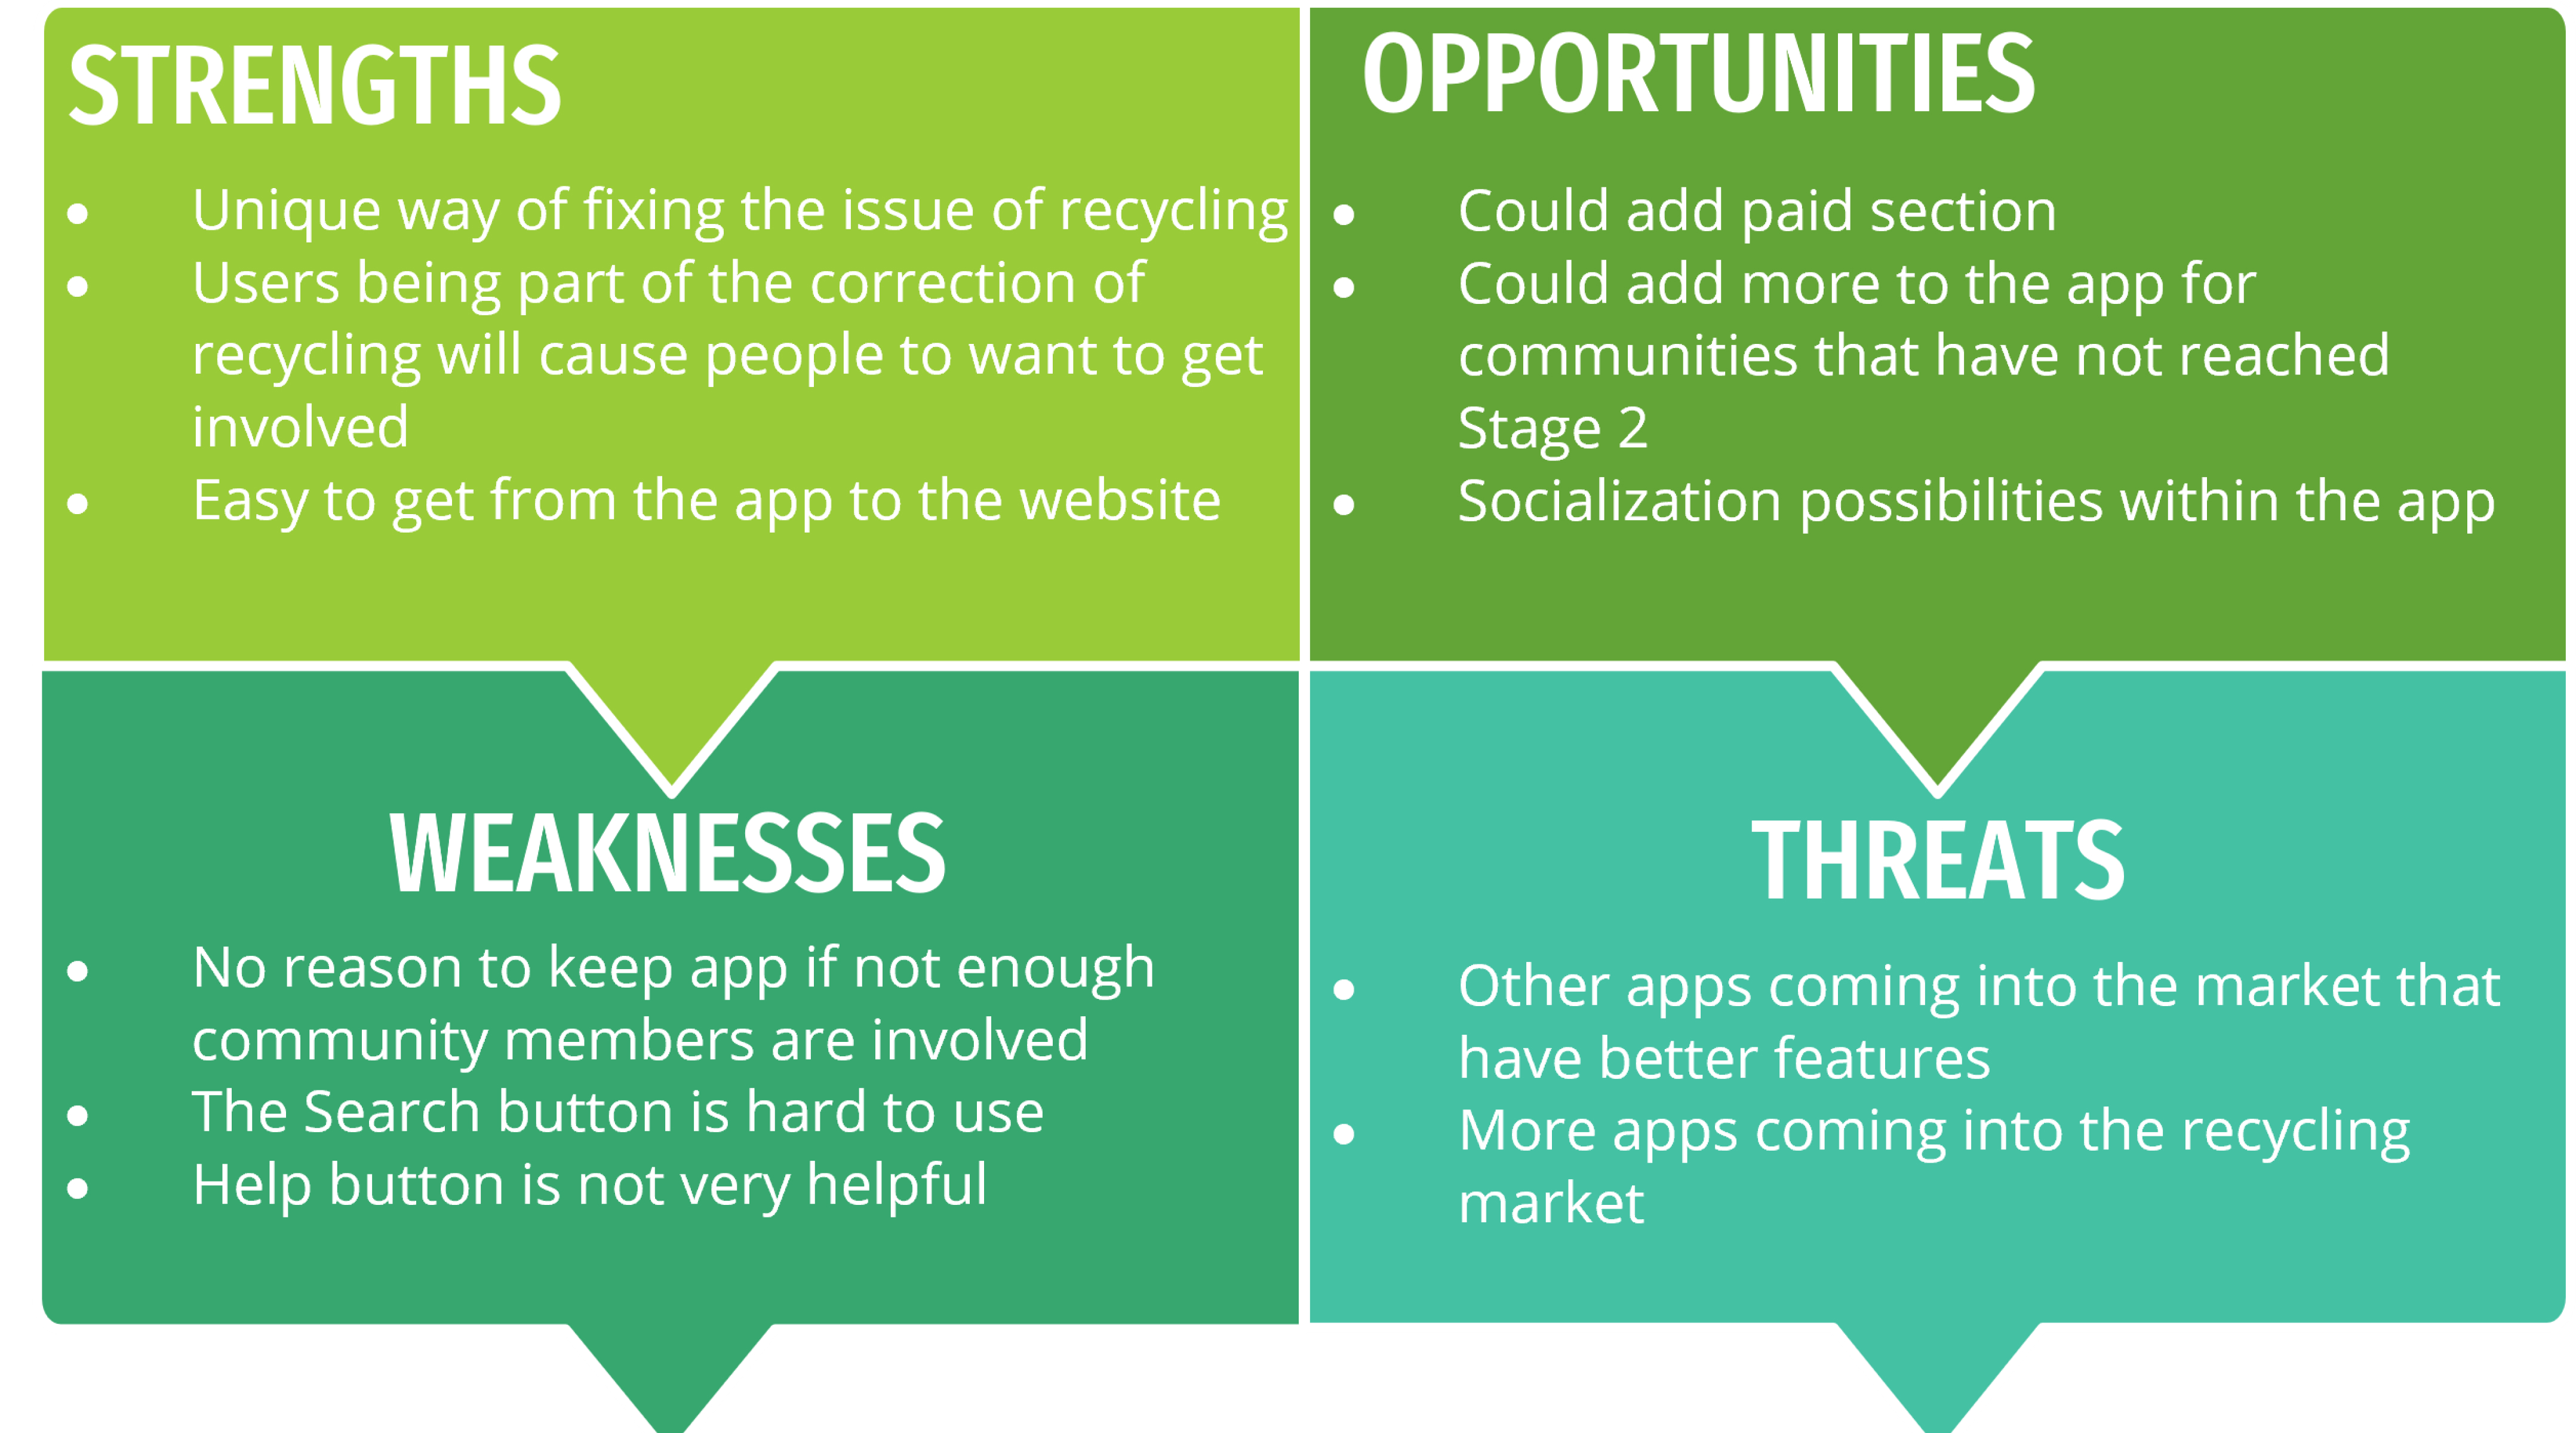 STRENGTHS
• Unique way of fixing the issue of recycling
• Users being part of the correction of
recycling will cause people to want to get
involved
• Easy to get from the app to the website
OPPORTUNITIES
• Could add paid section
• Could add more to the app for
communities that have not reached
Stage 2
• Socialization possibilities within the app
WEAKNESSES
• No reason to keep app if not enough
community members are involved
• The Search button is hard to use
• Help button is not very helpful
THREATS
• Other apps coming into the market that
have better features
• More apps coming into the recycling
market